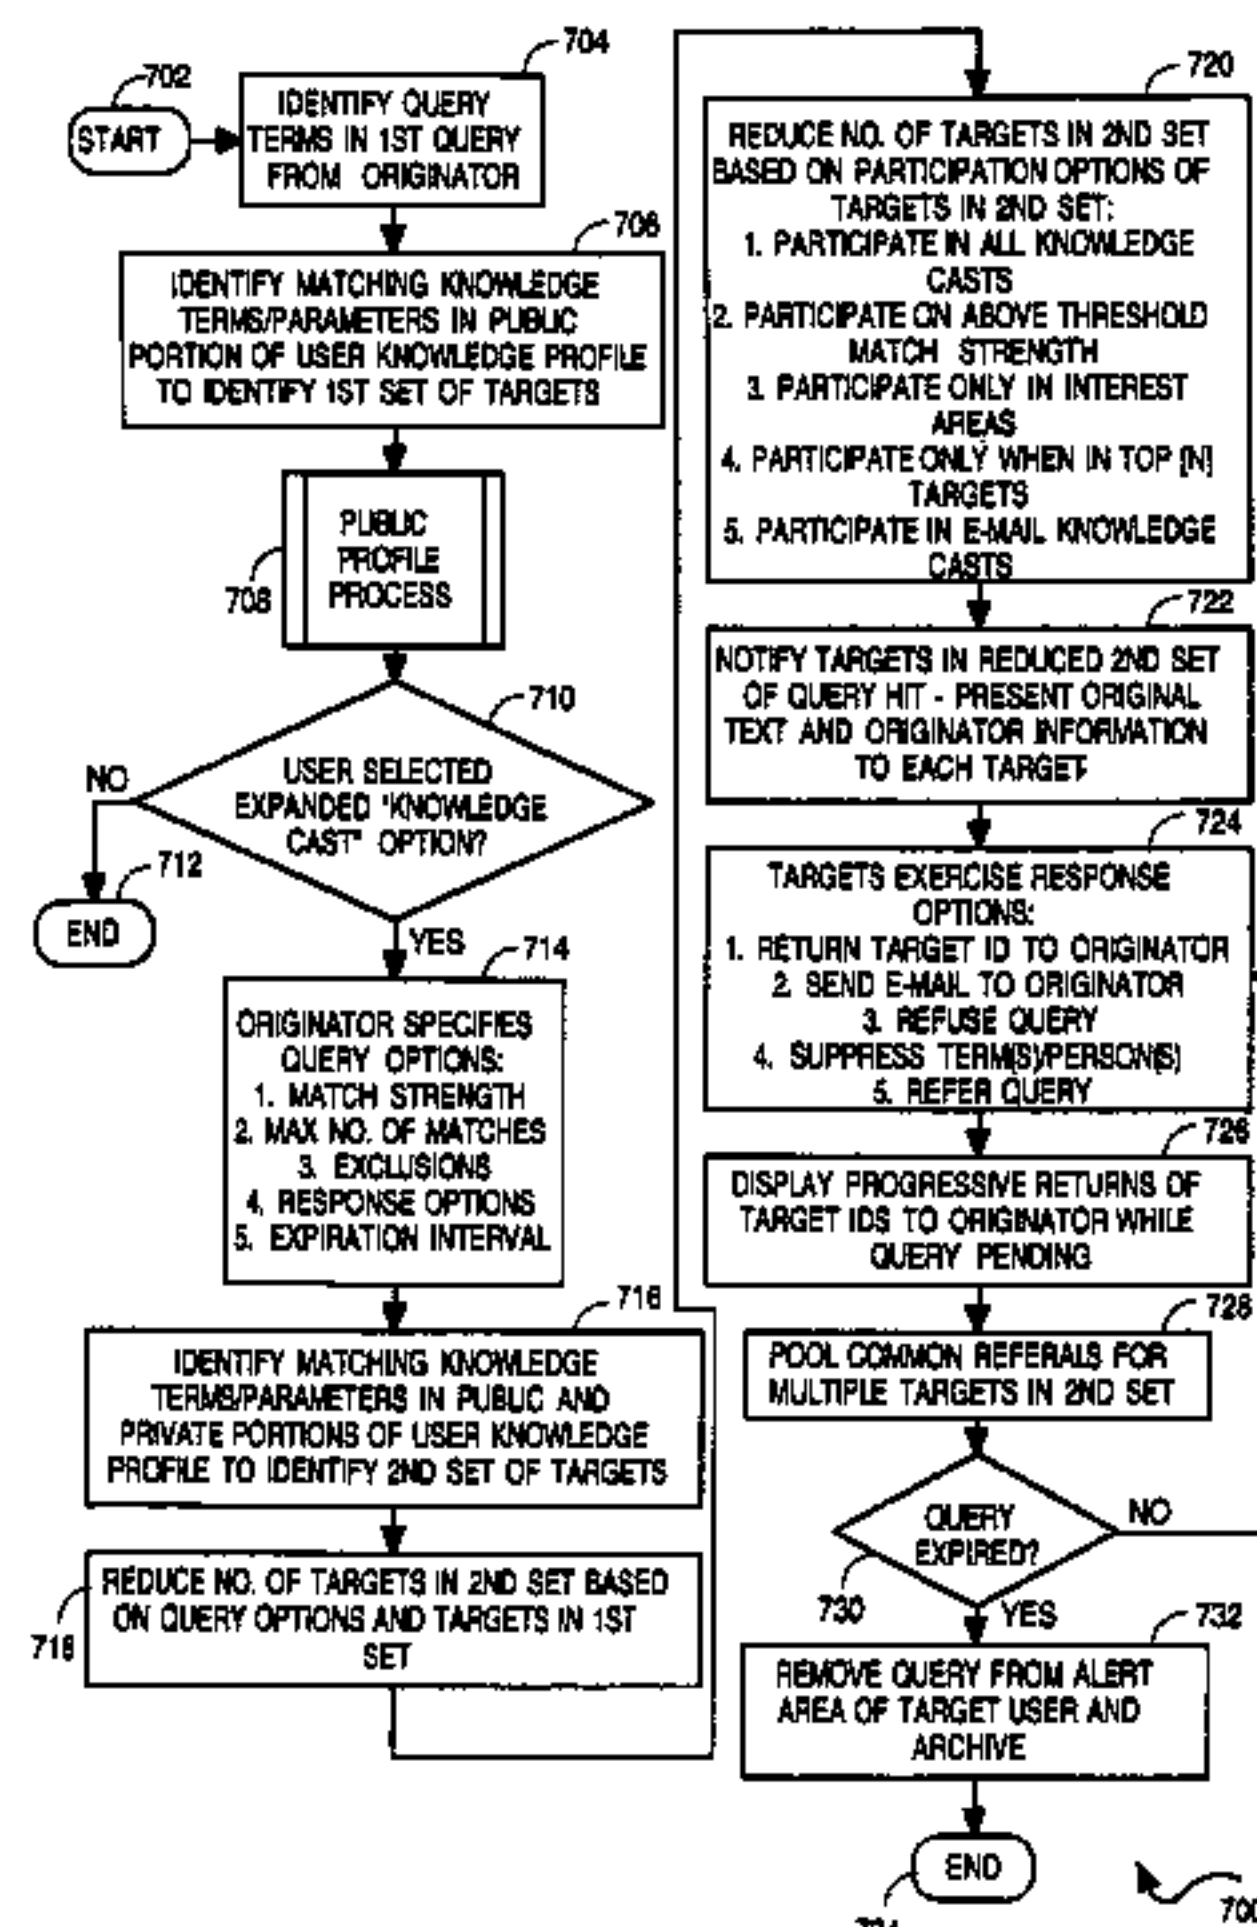 702
START
704
IDENTIFY QUERY
TERMS IN 1ST QUERY
FROM ORIGINATOR
706
IDENTIFY MATCHING KNOWLEDGE
TERMS/PARAMETERS IN PUBLIC
PORTION OF USER KNOWLEDGE PROFILE
TO IDENTIFY 1ST SET OF TARGETS
PUBLIC
PROFILE
PROCESS
708
710
USER SELECTED
EXPANDED "KNOWLEDGE
CAST" OPTION?
NO
712
END
YES
714
ORIGINATOR SPECIFIES
QUERY OPTIONS:
1. MATCH STRENGTH
2. MAX NO. OF MATCHES
3. EXCLUSIONS
4. RESPONSE OPTIONS
5. EXPIRATION INTERVAL
716
IDENTIFY MATCHING KNOWLEDGE
TERMS/PARAMETERS IN PUBLIC AND
PRIVATE PORTIONS OF USER KNOWLEDGE
PROFILE TO IDENTIFY 2ND SET OF TARGETS
REDUCE NO. OF TARGETS IN 2ND SET BASED
ON QUERY OPTIONS AND TARGETS IN 1ST
SET
718
720
REDUCE NO. OF TARGETS IN 2ND SET
BASED ON PARTICIPATION OPTIONS OF
TARGETS IN 2ND SET:
1. PARTICIPATE IN ALL KNOWLEDGE
CASTS
2. PARTICIPATE ON ABOVE THRESHOLD
MATCH STRENGTH
3. PARTICIPATE ONLY IN INTEREST
AREAS
4. PARTICIPATE ONLY WHEN IN TOP [N]
TARGETS
5. PARTICIPATE IN E-MAIL KNOWLEDGE
CASTS
722
NOTIFY TARGETS IN REDUCED 2ND SET
OF QUERY HIT - PRESENT ORIGINAL
TEXT AND ORIGINATOR INFORMATION
TO EACH TARGET
724
TARGETS EXERCISE RESPONSE
OPTIONS:
1. RETURN TARGET ID TO ORIGINATOR
2. SEND E-MAIL TO ORIGINATOR
3. REFUSE QUERY
4. SUPPRESS TERM(S)/PERSON(S)
5. REFER QUERY
726
DISPLAY PROGRESSIVE RETURNS OF
TARGET IDS TO ORIGINATOR WHILE
QUERY PENDING
728
POOL COMMON REFERALS FOR
MULTIPLE TARGETS IN 2ND SET
QUERY
EXPIRED?
NO
730
YES
732
REMOVE QUERY FROM ALERT
AREA OF TARGET USER AND
ARCHIVE
END
700